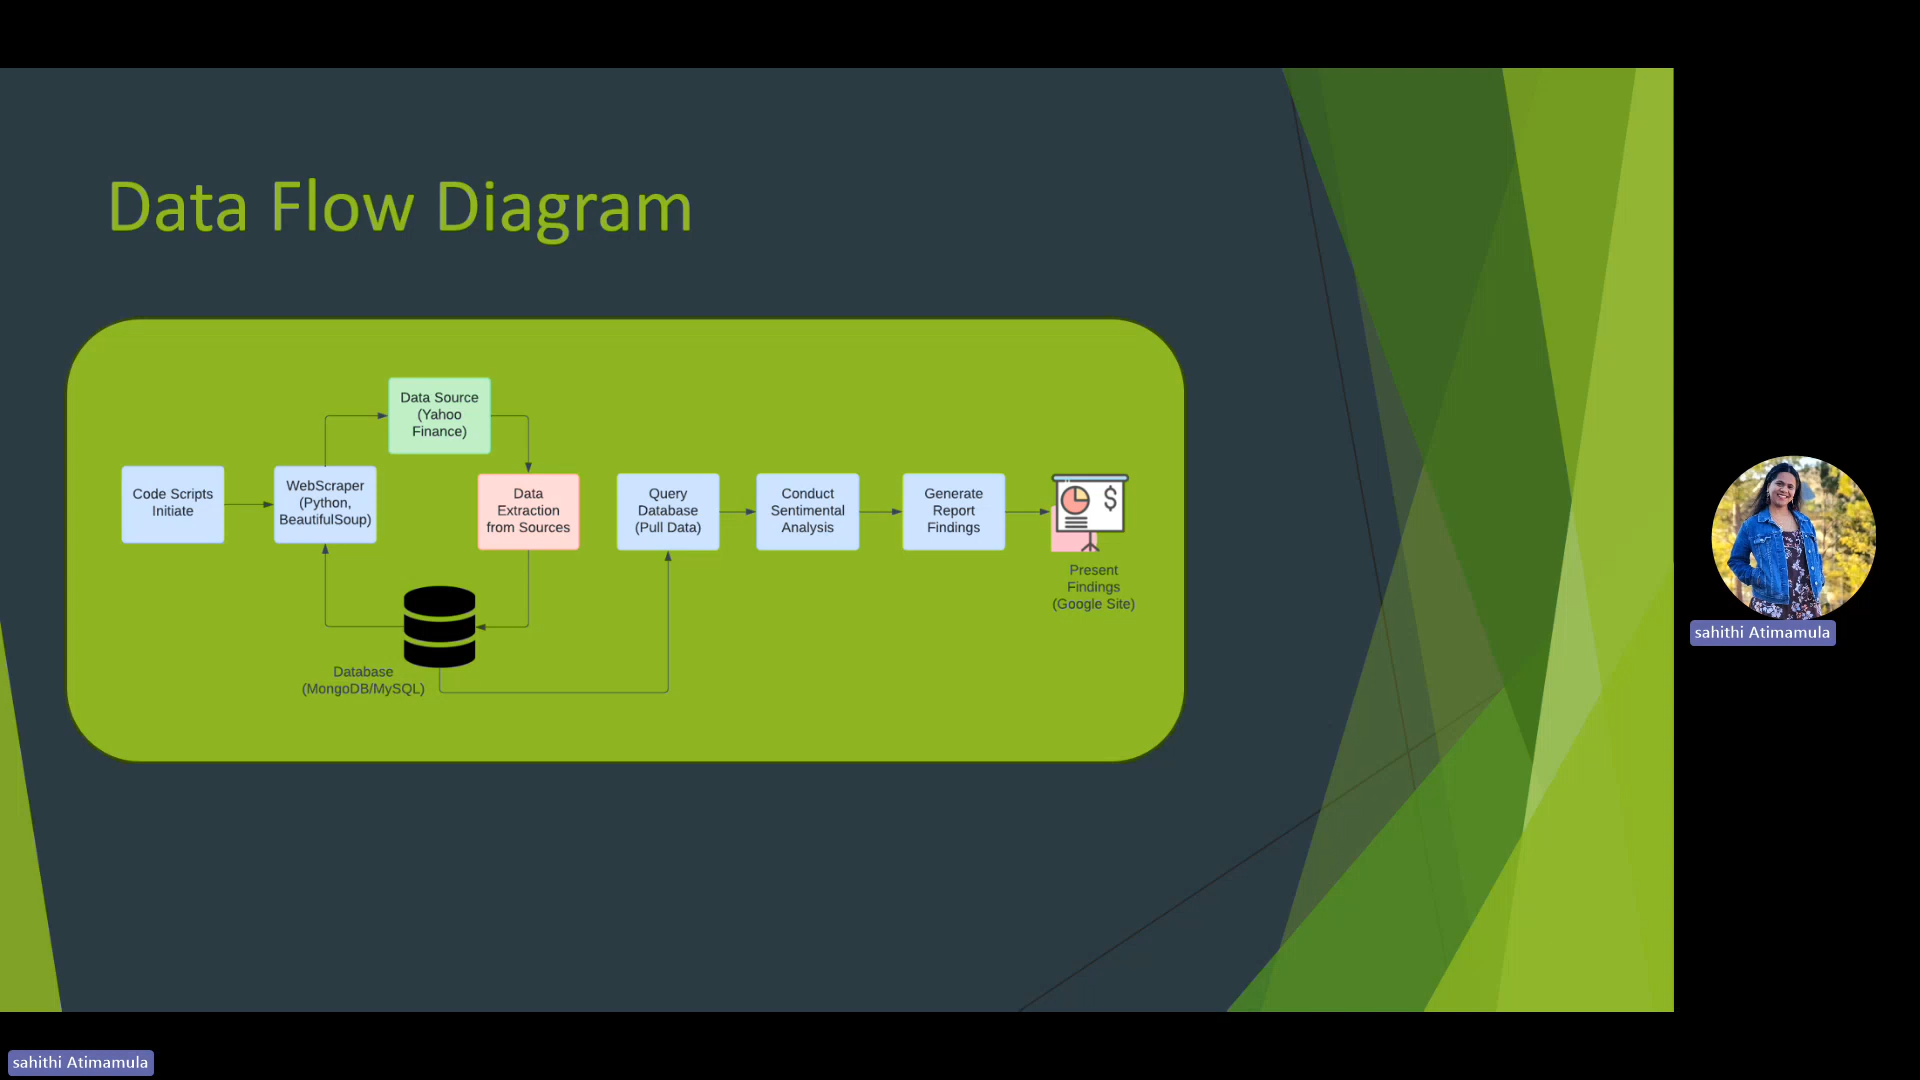 Data Flow Diagram
Data Source
(Yahoo
Finance)
Code Scripts
Initiate
WebScraper
(Python,
BeautifulSoup)
Data
Extraction
from Sources
Query
Database
(Pull Data)
Conduct
Sentimental
Analysis
Generate
Report
Findings
$
Present
Findings
(Google Site)
Database
(MongoDB/MySQL)
sahithi Atimamula
sahithi Atimamula